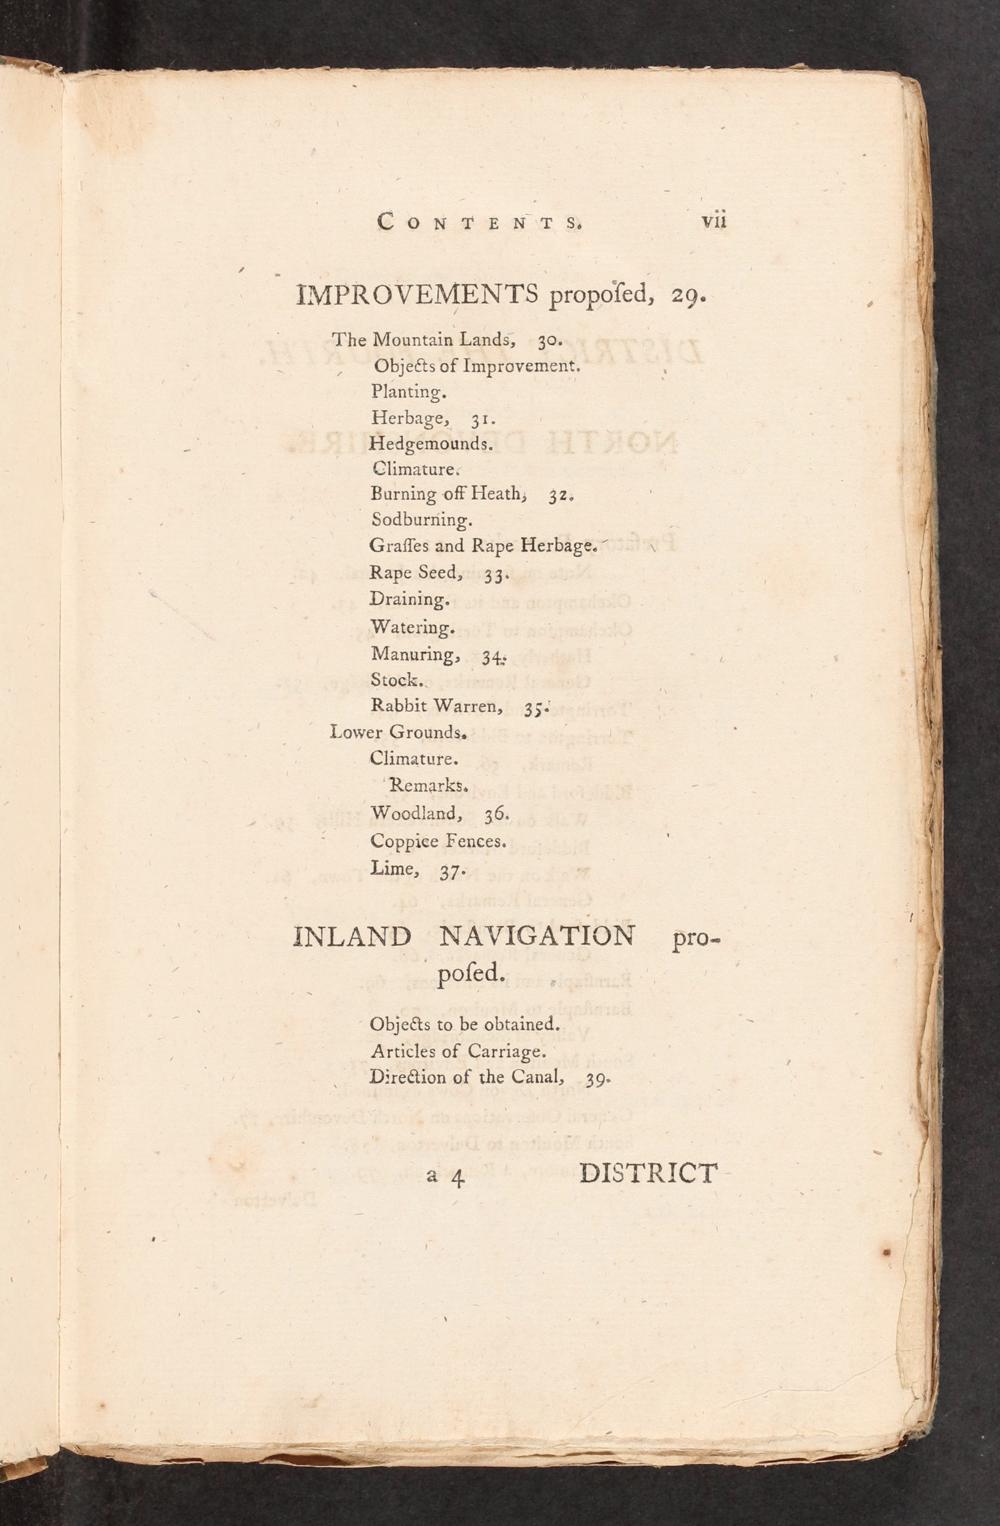 CONTENTS. vii
IMPROVEMENTS propoſed, 29.
The Mountain Lands, 30.
Objects of Improvement.
Planting.
Herbage, 31.
Hedgemounds.
Climature.
Burning off Heath, 32.
Sodburning.
Graſſes and Rape Herbage.
Rape Seed, 33.
Draining.
Watering.
Manuring, 34.
Stock.
Rabbit Warren, 35.
Lower Grounds.
Climature.
Remarks.
Woodland, 36.
Coppice Fences.
Lime, 37.
INLAND NAVIGATION pro-
poſed.
Objects to be obtained.
Articles of Carriage.
Direction of the Canal, 39.
a 4 DISTRICT